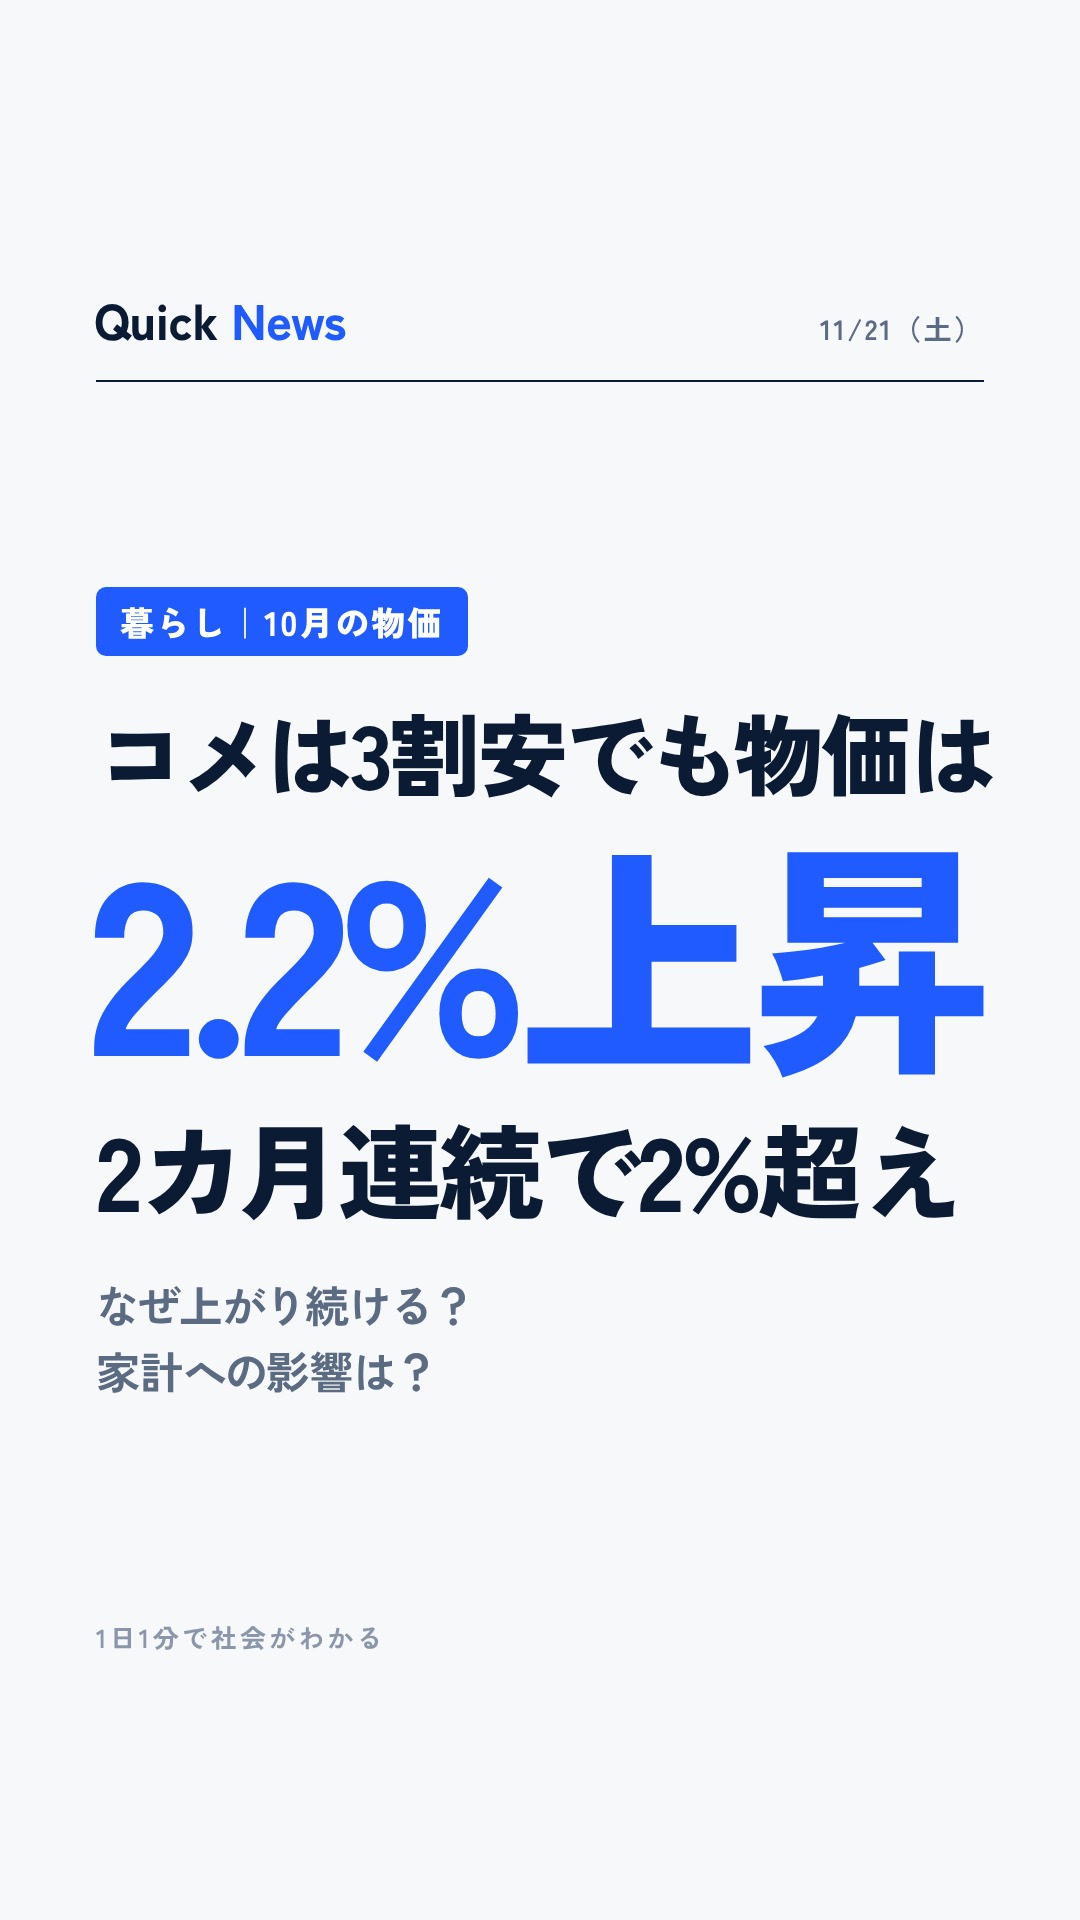 Quick News
11/21（土）
暮らし｜10月の物価
コメは3割安でも物価は
2.2%上昇
2カ月連続で2%超え
なぜ上がり続ける？
家計への影響は？
1日1分で社会がわかる